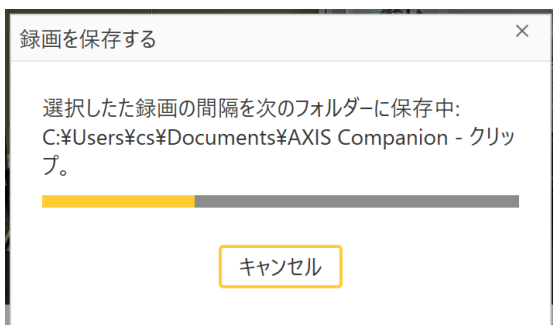 録画を保存する
選択したた録画の間隔を次のフォルダーに保存中:
C:¥Users¥cs¥Documents¥AXIS Companion - クリッ
プ。
キャンセル